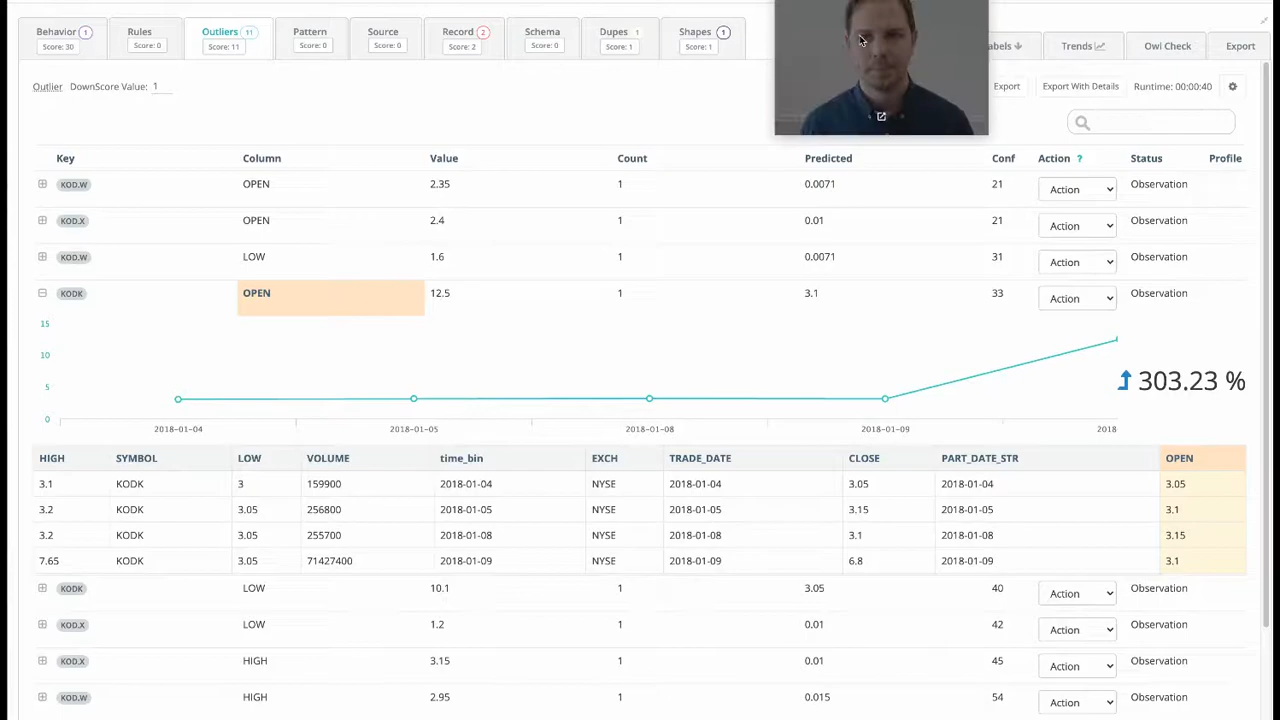 Behavior 1 Rules Outliers 11 Pattern Source Record 2 Schema Dupes 1 Shapes 1
Score: 30 Score: 0 Score: 11 Score: 0 Score: 0 Score: 2 Score: 0 Score: 1 Score: 1
abels Trends Owl Check Export
Outlier DownScore Value: 1 Export Export With Details Runtime: 00:00:40
Key Column Value Count Predicted Conf Action ? Status Profile
KOD.W OPEN 2.35 1 0.0071 21 Action Observation
KOD.X OPEN 2.4 1 0.01 21 Action Observation
KOD.W LOW 1.6 1 0.0071 31 Action Observation
KODK OPEN 12.5 1 3.1 33 Action Observation
15
10
5
0
303.23 %
2018-01-04 2018-01-05 2018-01-08 2018-01-09 2018
HIGH SYMBOL LOW VOLUME time_bin EXCH TRADE_DATE CLOSE PART_DATE_STR OPEN
3.1 KODK 3 159900 2018-01-04 NYSE 2018-01-04 3.05 2018-01-04 3.05
3.2 KODK 3.05 256800 2018-01-05 NYSE 2018-01-05 3.15 2018-01-05 3.1
3.2 KODK 3.05 255700 2018-01-08 NYSE 2018-01-08 3.1 2018-01-08 3.15
7.65 KODK 3.05 71427400 2018-01-09 NYSE 2018-01-09 6.8 2018-01-09 3.1
KODK LOW 10.1 1 3.05 40 Action Observation
KOD.X LOW 1.2 1 0.01 42 Action Observation
KOD.X HIGH 3.15 1 0.01 45 Action Observation
KOD.W HIGH 2.95 1 0.015 54 Action Observation